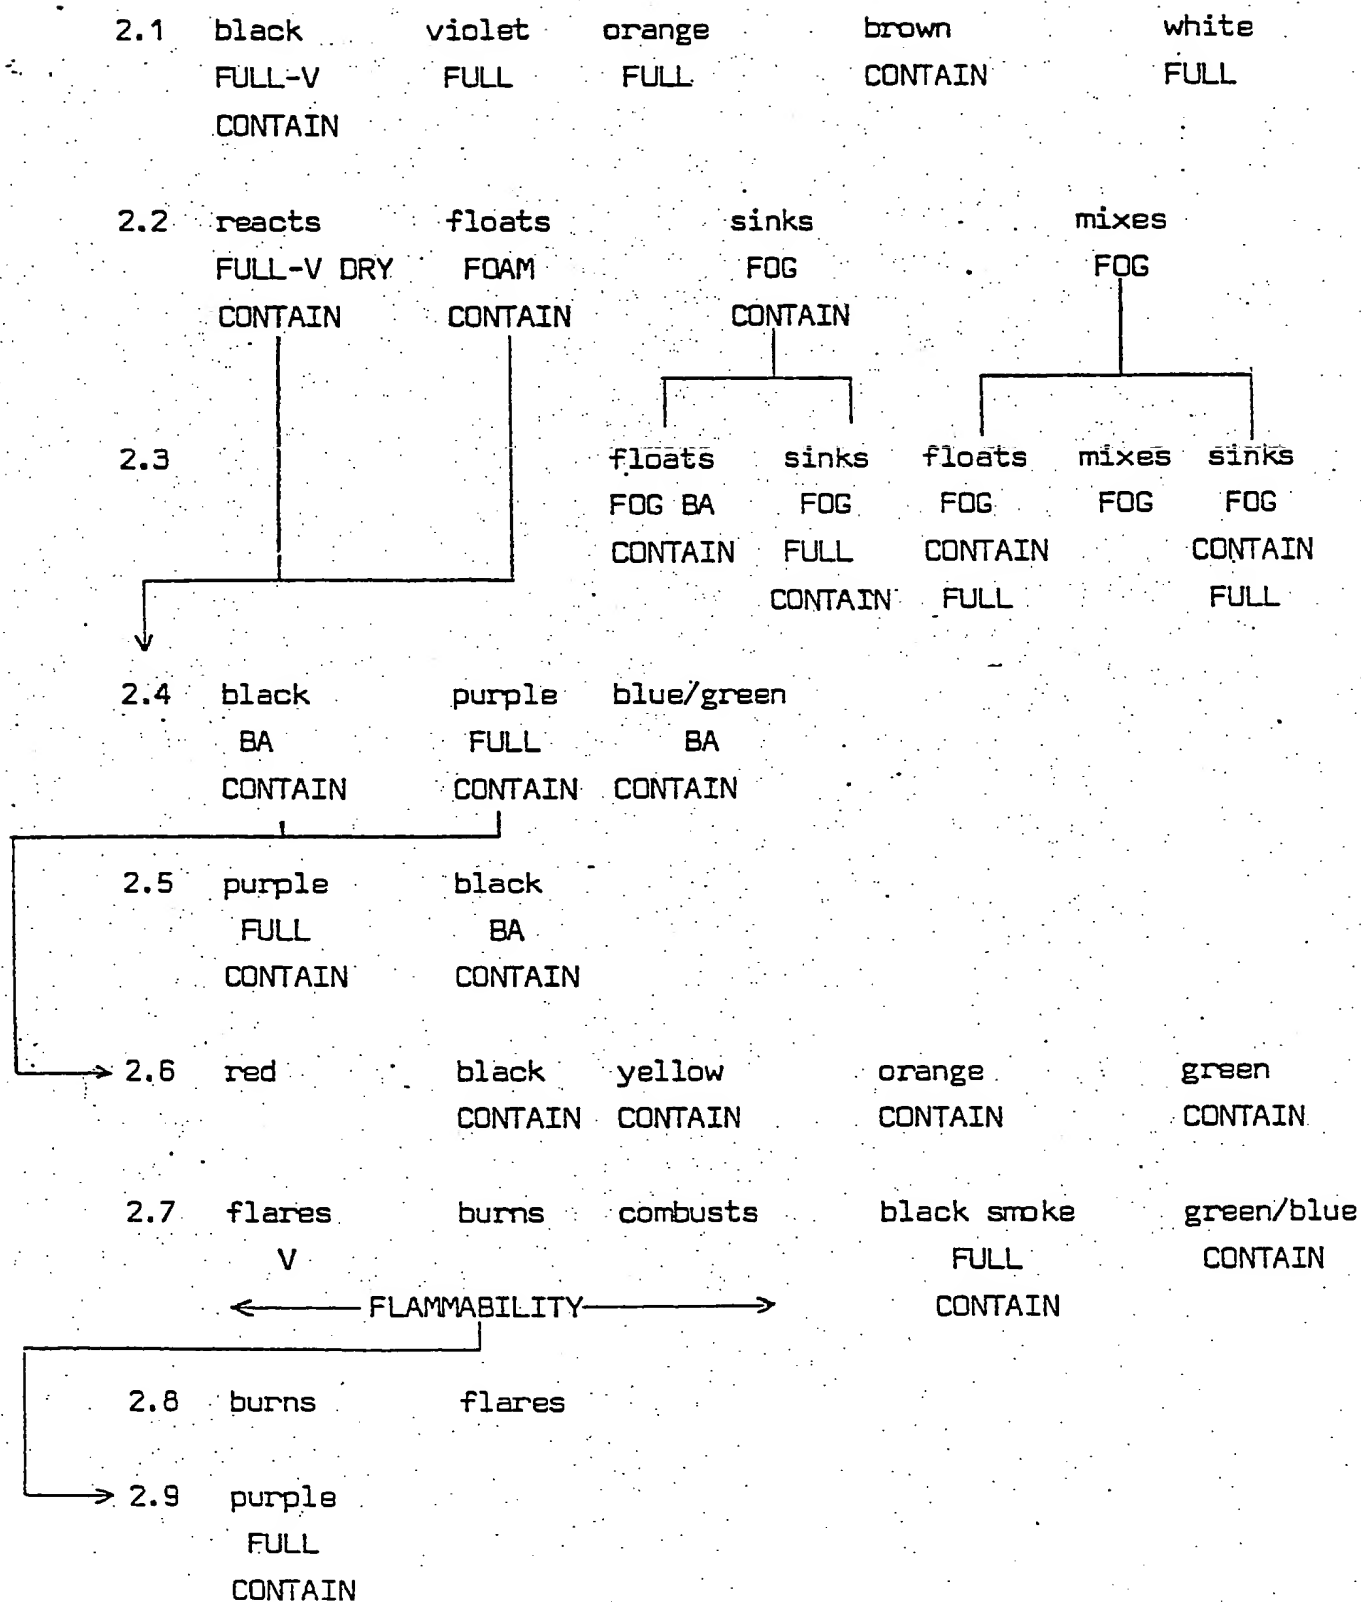 2.1 black violet orange brown white
FULL-V FULL FULL CONTAIN FULL
CONTAIN
2.2 reacts floats sinks mixes
FULL-V DRY FOAM FOG FOG
CONTAIN CONTAIN CONTAIN
2.3 floats sinks floats mixes sinks
FOG BA FOG FOG FOG FOG
CONTAIN FULL CONTAIN CONTAIN
CONTAIN FULL FULL
2.4 black purple blue/green
BA FULL BA
CONTAIN CONTAIN CONTAIN
2.5 purple black
FULL BA
CONTAIN CONTAIN
2.6 red black yellow orange green
CONTAIN CONTAIN CONTAIN CONTAIN
2.7 flares burns combusts black smoke green/blue
V FULL CONTAIN
FLAMMABILITY CONTAIN
2.8 burns flares
2.9 purple
FULL
CONTAIN